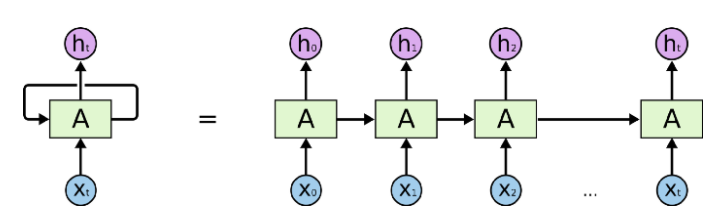 hₜ h₀ h₁ h₂ hₜ
A = A A A A
xₜ x₀ x₁ x₂ ... xₜ